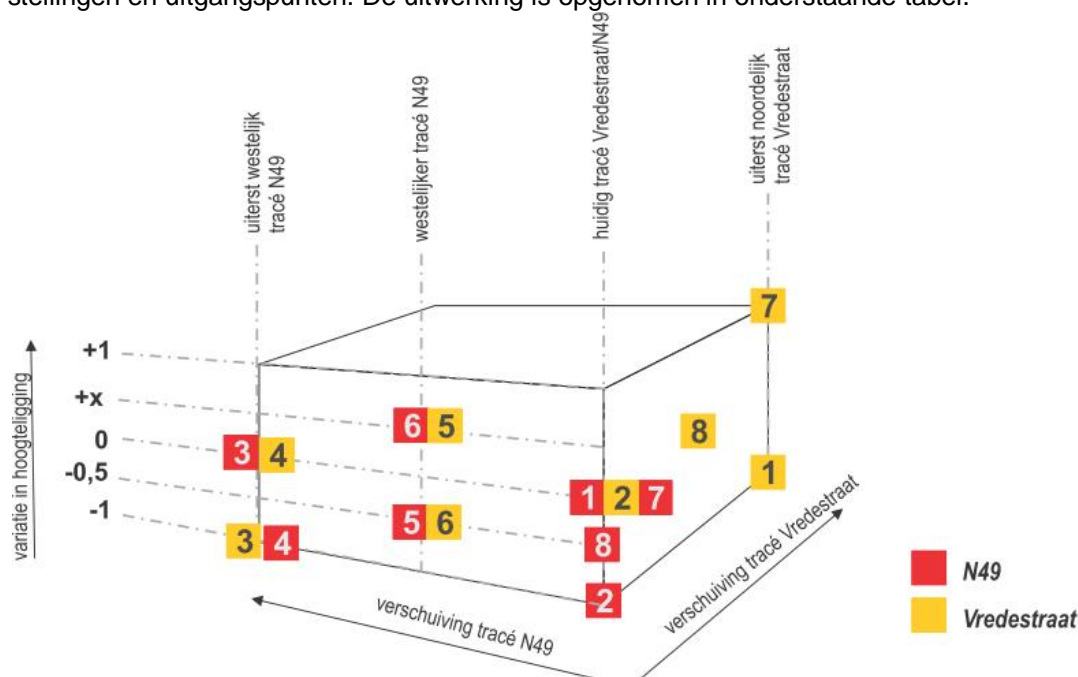 stellingen en uitgangspunten. De uitwerking is opgenomen in onderstaande tabel.
uiterst westelijk
tracé N49
westelijker tracé N49
huidig tracé Vredestraat/N49
uiterst noordelijk
tracé Vredestraat
variatie in hoogteligging
+1
+x
0
-0,5
-1
7
6 5
8
3 4
1 2 7
1
5 6
8
3 4
2
verschuiving tracé N49
verschuiving tracé Vredestraat
N49
Vredestraat